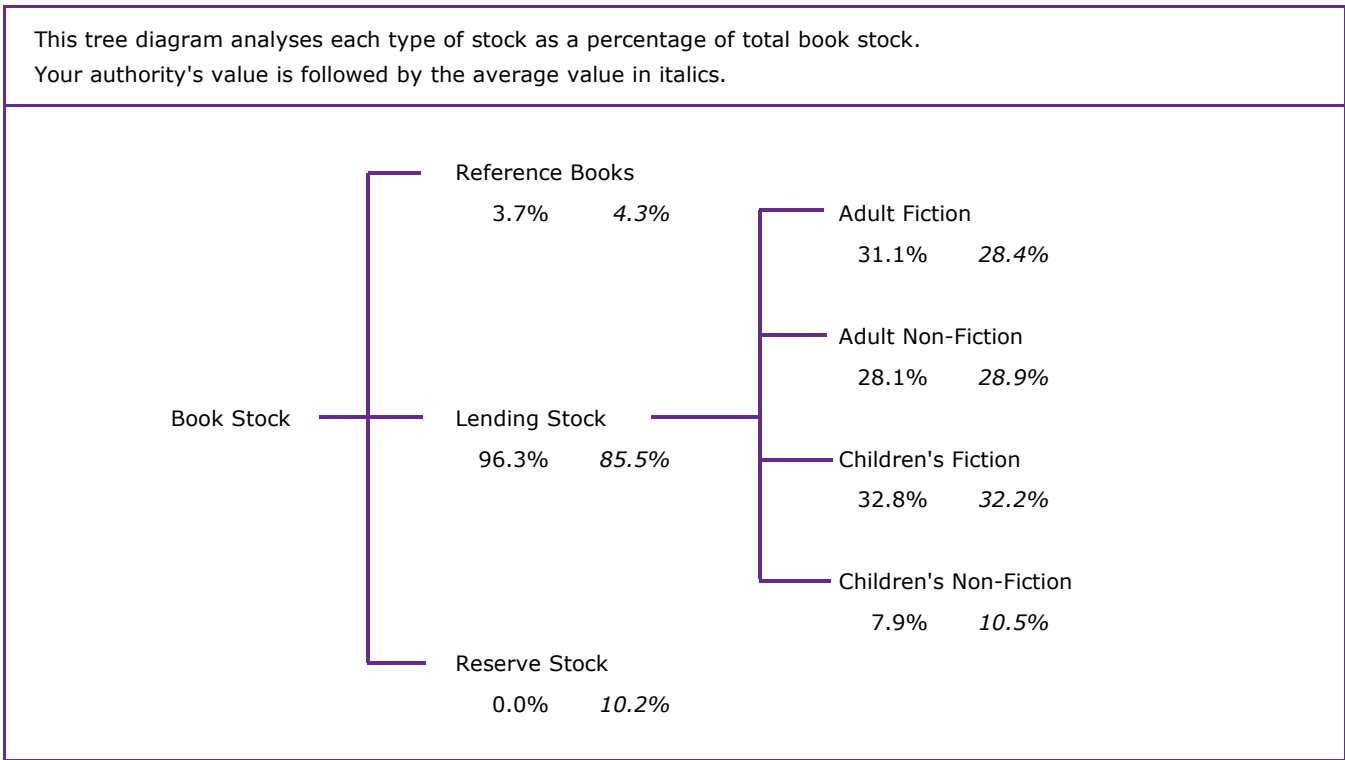 This tree diagram analyses each type of stock as a percentage of total book stock.
Your authority's value is followed by the average value in italics.
Reference Books
3.7% 4.3%
Adult Fiction
31.1% 28.4%
Adult Non-Fiction
28.1% 28.9%
Book Stock
Lending Stock
96.3% 85.5%
Children's Fiction
32.8% 32.2%
Children's Non-Fiction
7.9% 10.5%
Reserve Stock
0.0% 10.2%